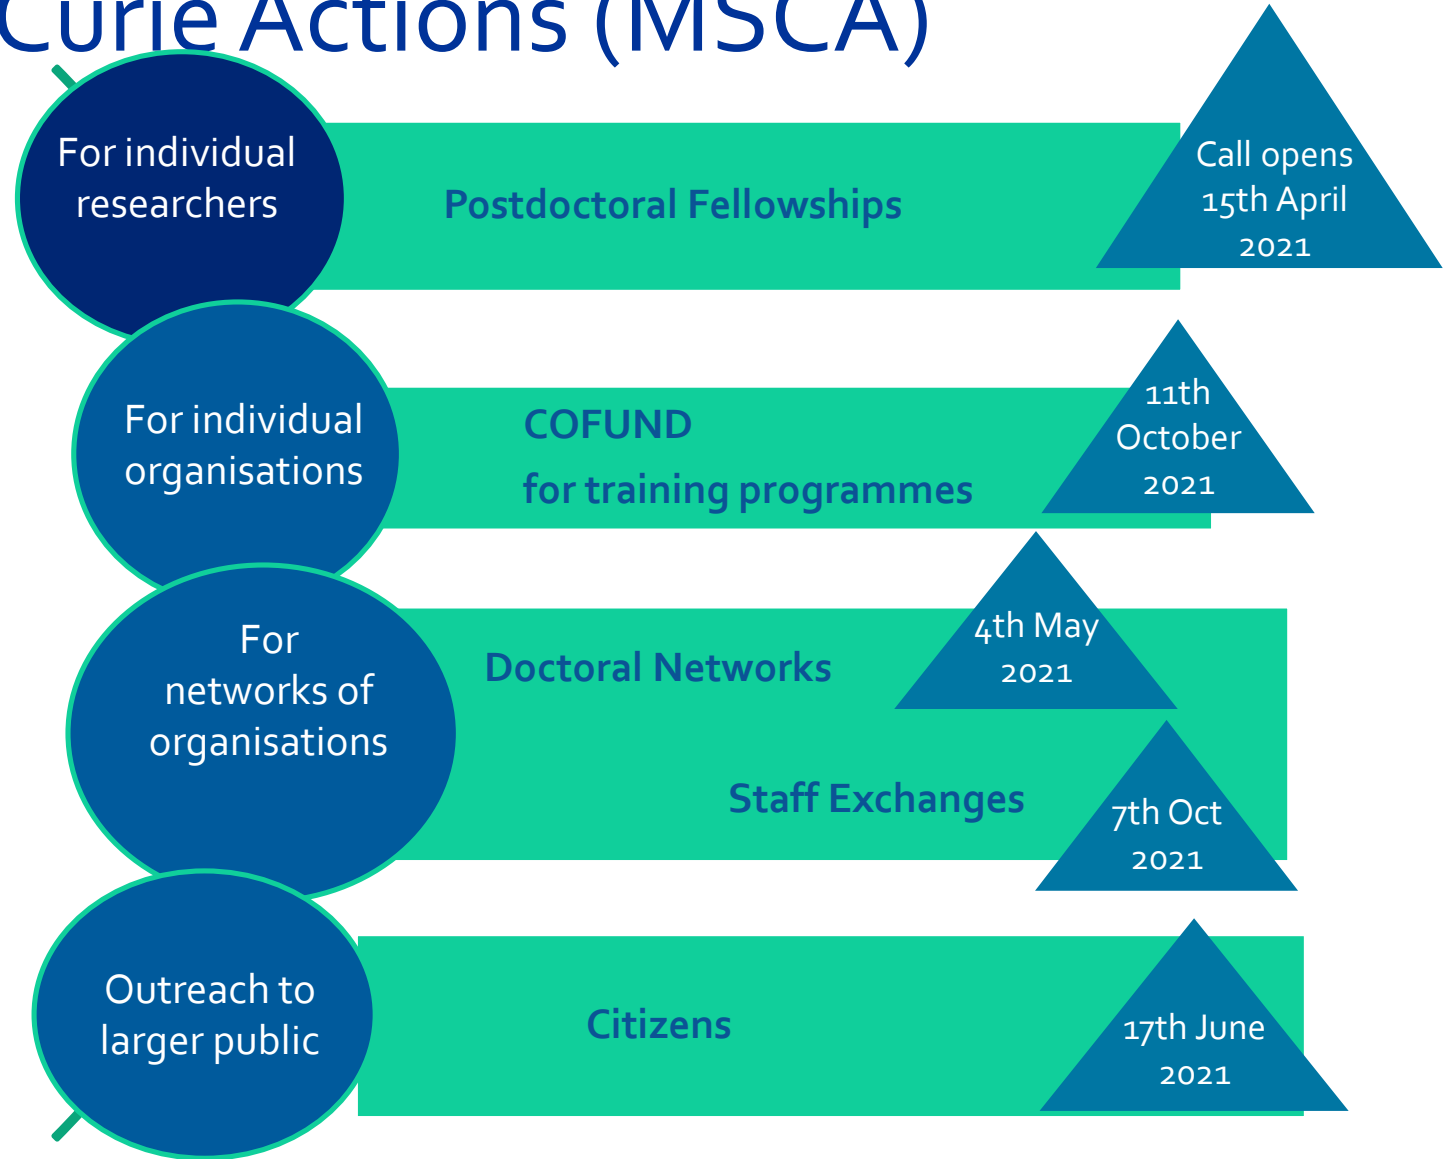 Curie Actions (MSCA)
For individual
researchers
Postdoctoral Fellowships
Call opens
15th April
2021
For individual
organisations
COFUND
for training programmes
11th
October
2021
For
networks of
organisations
Doctoral Networks
4th May
2021
Staff Exchanges
7th Oct
2021
Outreach to
larger public
Citizens
17th June
2021